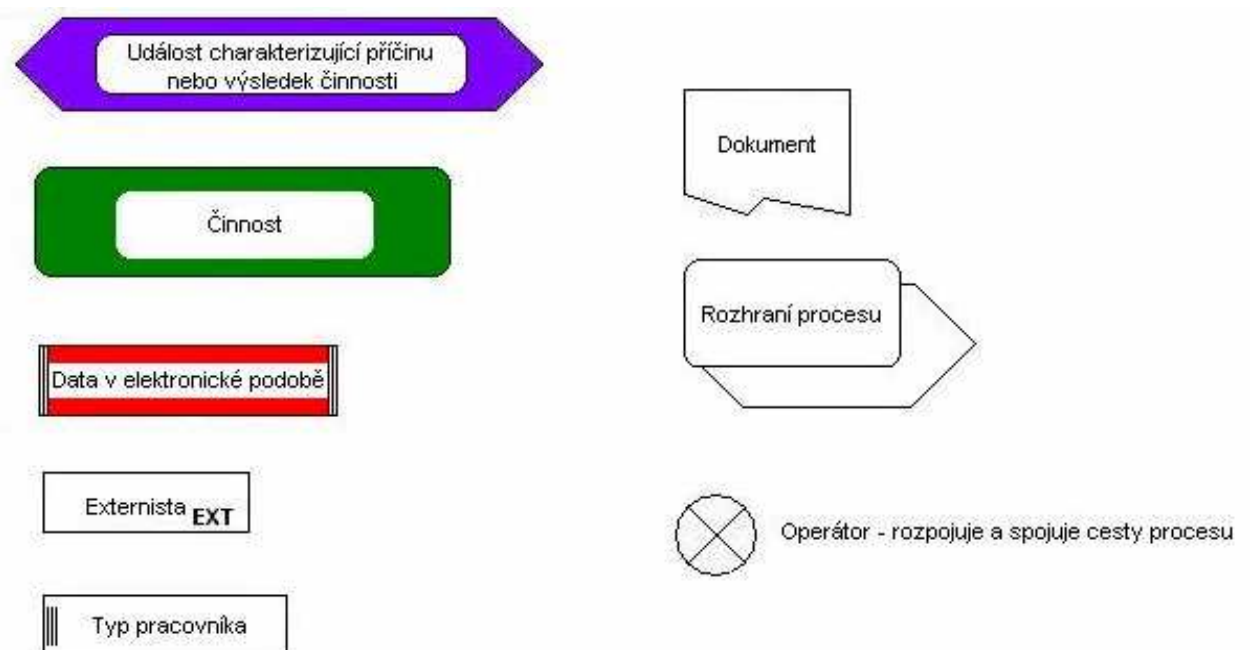 Událost charakterizující příčinu
nebo výsledek činnosti
Činnost
Data v elektronické podobě
Externista EXT
Typ pracovníka
Dokument
Rozhraní procesu
Operátor - rozpojuje a spojuje cesty procesu